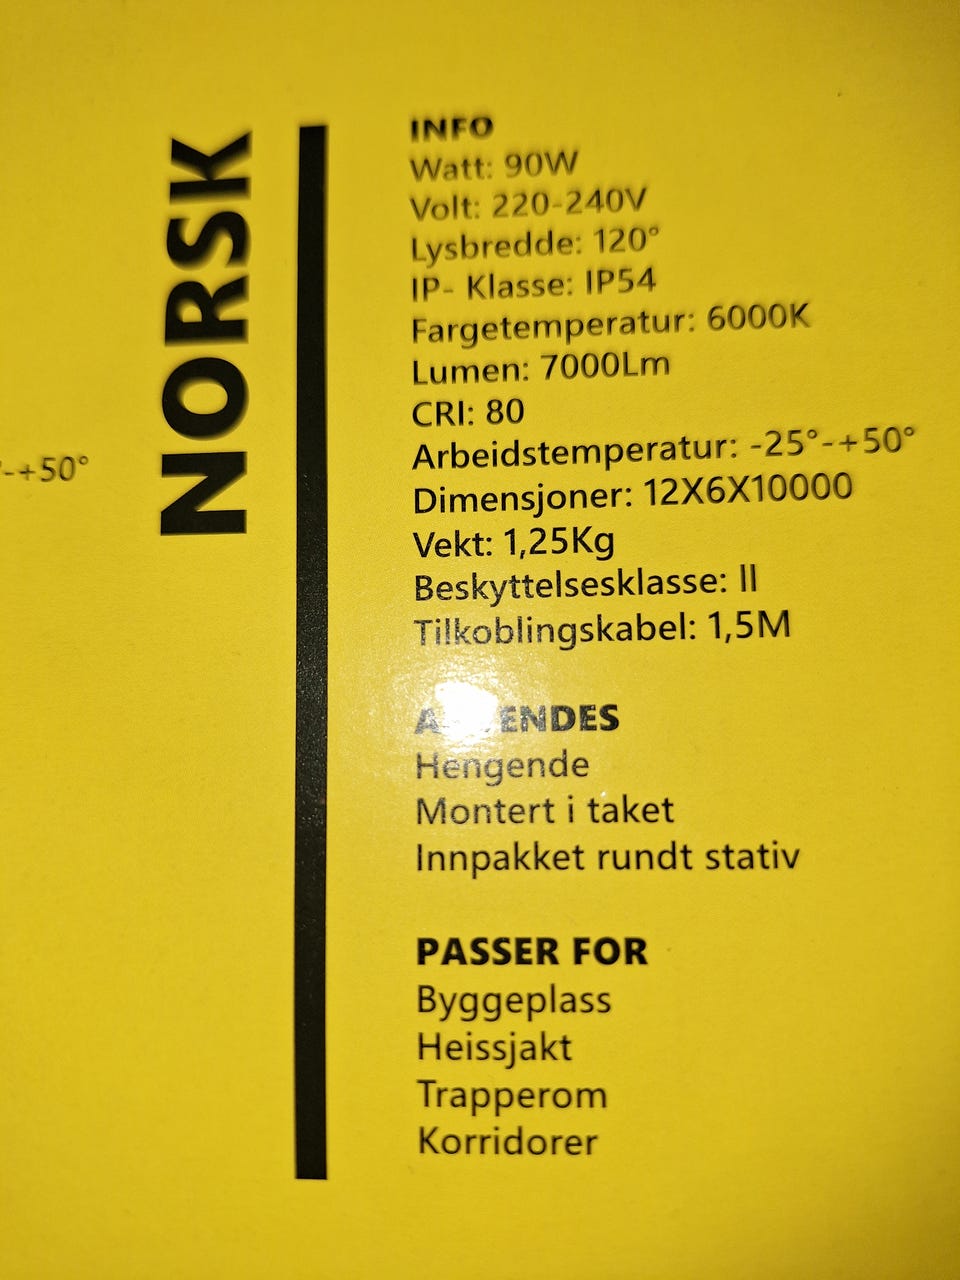 °-+50°
NORSK
INFO
Watt: 90W
Volt: 220-240V
Lysbredde: 120°
IP- Klasse: IP54
Fargetemperatur: 6000K
Lumen: 7000Lm
CRI: 80
Arbeidstemperatur: -25°-+50°
Dimensjoner: 12X6X10000
Vekt: 1,25Kg
Beskyttelsesklasse: II
Tilkoblingskabel: 1,5M
Hengende
Montert i taket
Innpakket rundt stativ
PASSER FOR
Byggeplass
Heissjakt
Trapperom
Korridorer